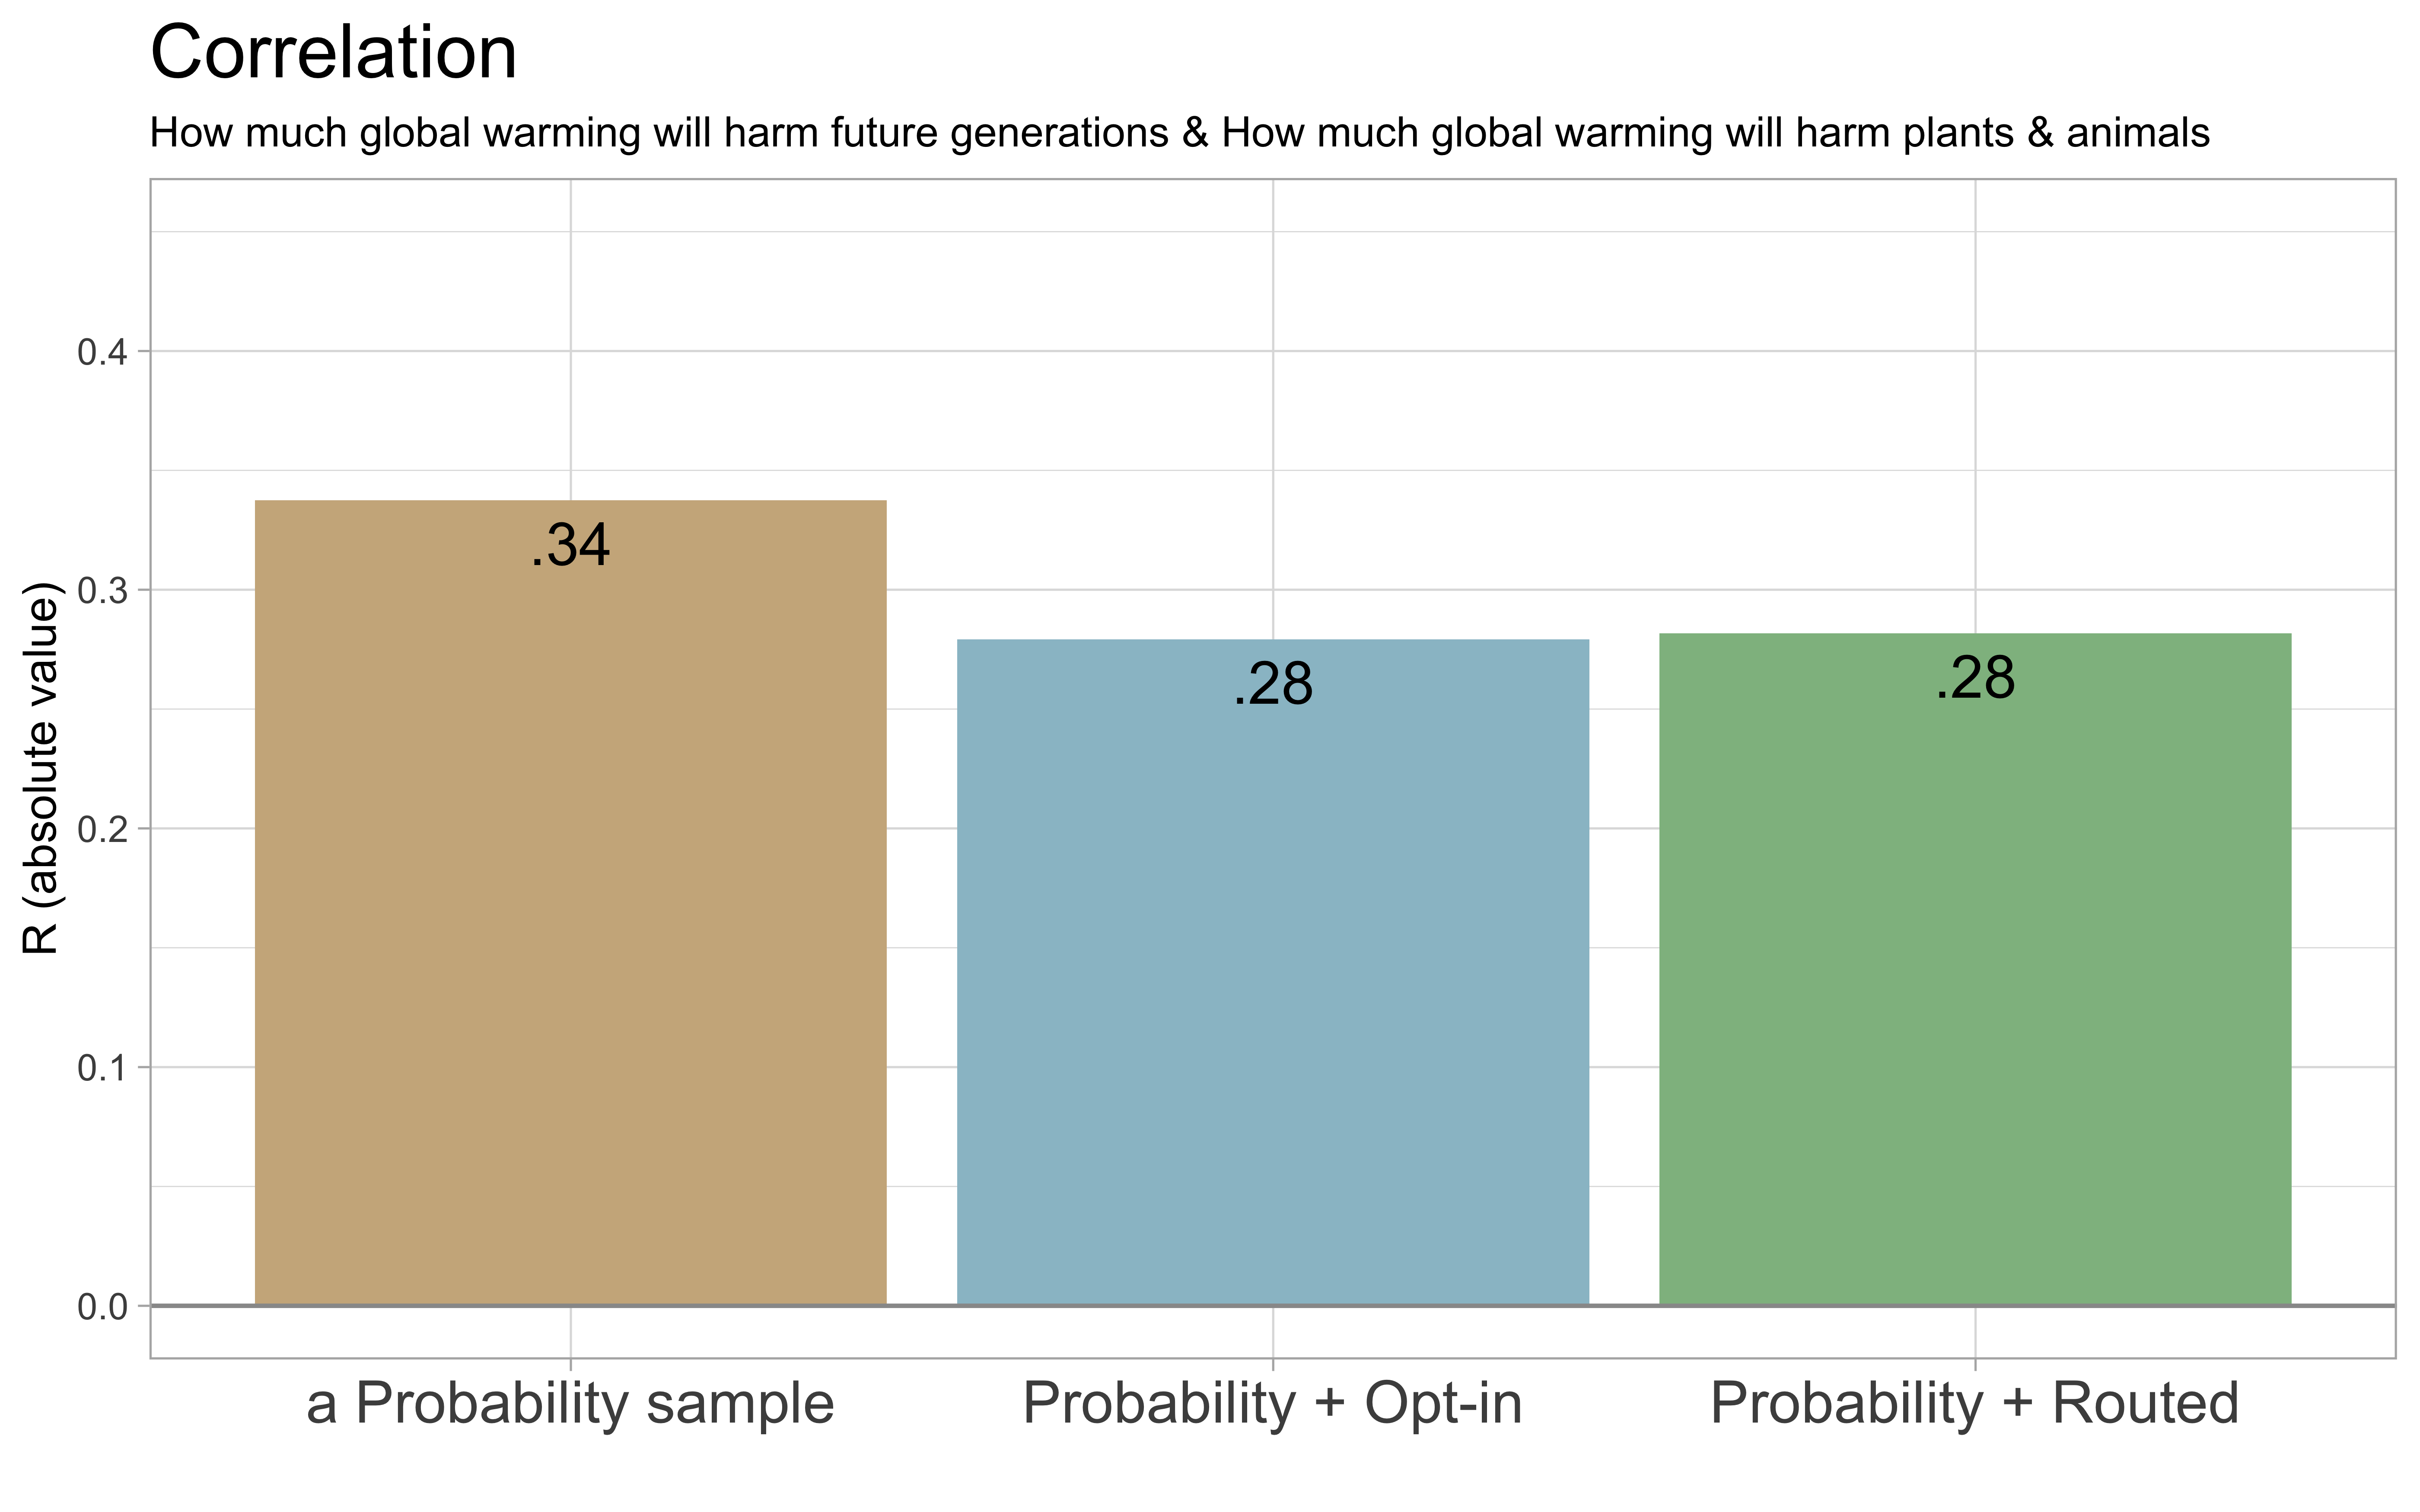 Correlation
How much global warming will harm future generations & How much global warming will harm plants & animals
R (absolute value)
0.4
0.3
0.2
0.1
0.0
.34
.28
.28
a Probability sample
Probability + Opt-in
Probability + Routed